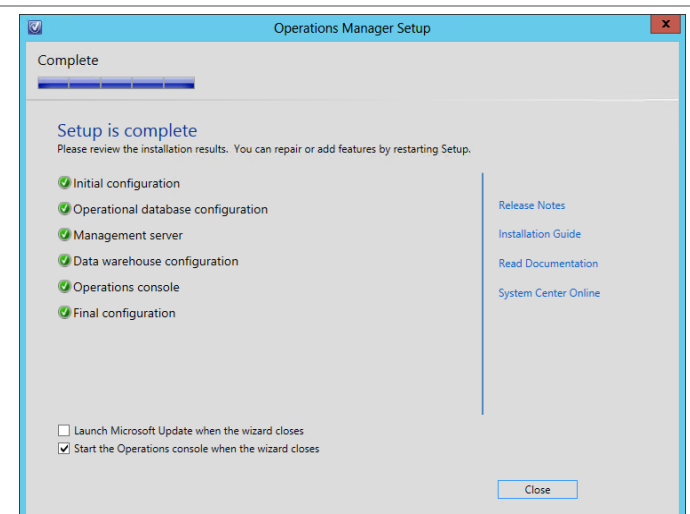 Operations Manager Setup
x
Complete
Setup is complete
Please review the installation results. You can repair or add features by restarting Setup.
Initial configuration
Operational database configuration
Management server
Data warehouse configuration
Operations console
Final configuration
Release Notes
Installation Guide
Read Documentation
System Center Online
Launch Microsoft Update when the wizard closes
Start the Operations console when the wizard closes
Close